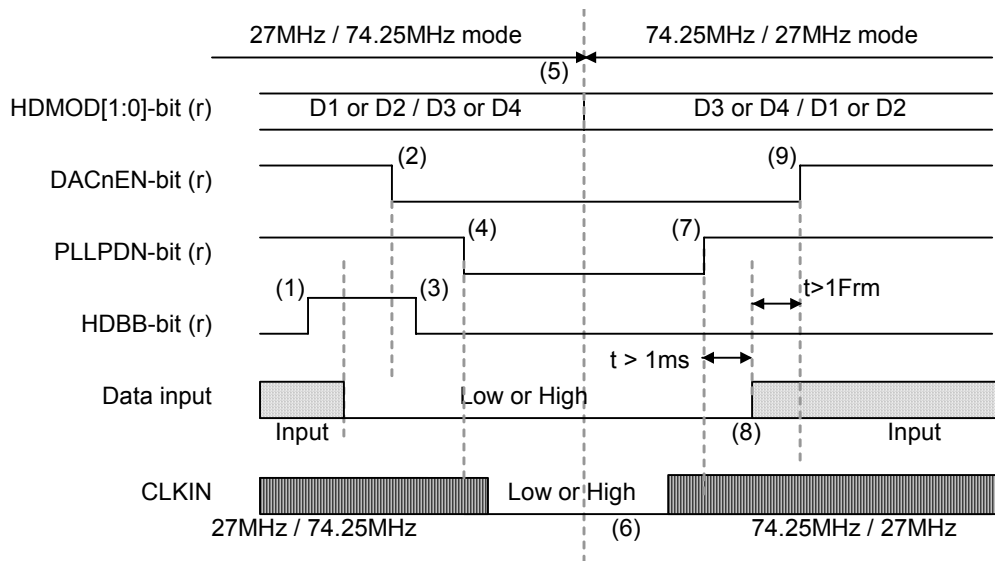 27MHz / 74.25MHz mode 74.25MHz / 27MHz mode
(5)
HDMOD[1:0]-bit (r) D1 or D2 / D3 or D4 D3 or D4 / D1 or D2
(2) (9)
DACnEN-bit (r)
(4) (7)
PLLPDN-bit (r)
(1) (3) t>1Frm
HDBB-bit (r)
t > 1ms
Data input Low or High
Input (8) Input
CLKIN Low or High
27MHz / 74.25MHz (6) 74.25MHz / 27MHz